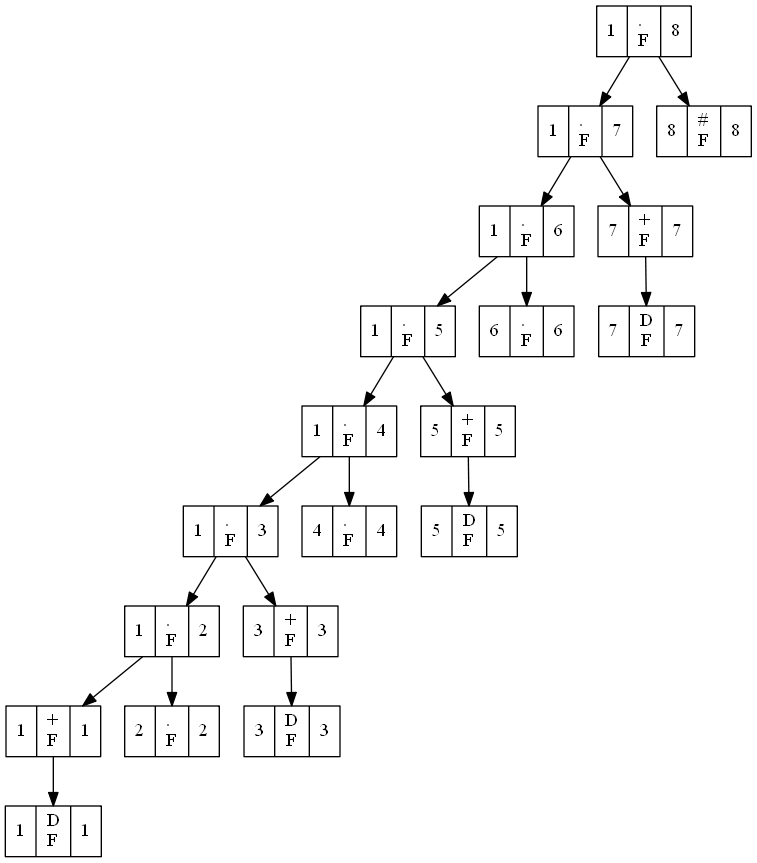 1 . F 8
1 . F 7
8 # F 8
1 . F 6
7 + F 7
1 . F 5
6 . F 6
7 D F 7
1 . F 4
5 + F 5
1 . F 3
4 . F 4
5 D F 5
1 . F 2
3 + F 3
1 + F 1
2 . F 2
3 D F 3
1 D F 1